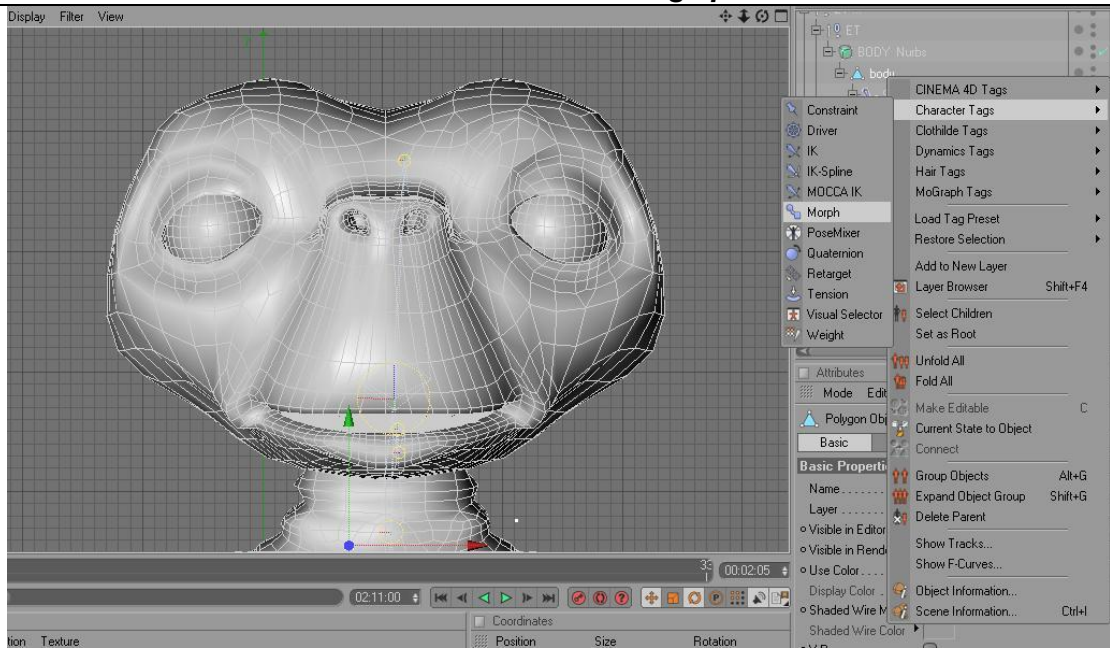 Display Filter View
ET
BODY Nurbs
body
CINEMA 4D Tags
Character Tags
Clothilde Tags
Dynamics Tags
Hair Tags
MoGraph Tags
Load Tag Preset
Restore Selection
Add to New Layer
Layer Browser Shift+F4
Select Children
Set as Root
Unfold All
Fold All
Make Editable C
Current State to Object
Connect
Group Objects Alt+G
Expand Object Group Shift+G
Delete Parent
Show Tracks...
Show F-Curves...
Object Information...
Scene Information... Ctrl+I
Constraint
Driver
IK
IK-Spline
MOCCA IK
Morph
PoseMixer
Quaternion
Retarget
Tension
Visual Selector
Weight
Attributes
Mode Edit
Polygon Obj
Basic
Basic Properti
Name
Layer
Visible in Editor
Visible in Rend
Use Color
Display Color
Shaded Wire M
Shaded Wire Color
00:02:05
02:11:00
Coordinates
Position Size Rotation
tion Texture